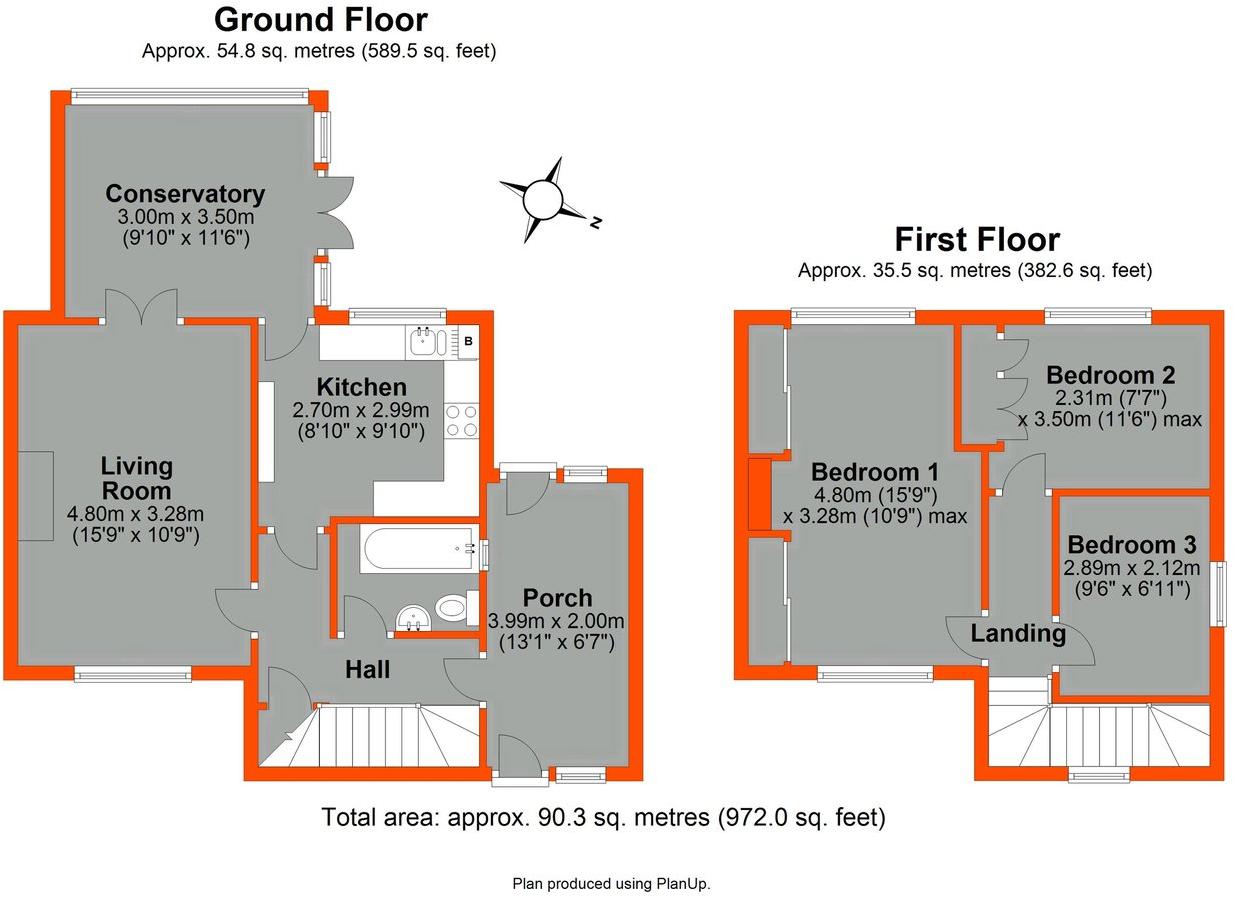 Ground Floor
Approx. 54.8 sq. metres (589.5 sq. feet)
Conservatory
3.00m x 3.50m
(9'10" x 11'6")
N
B
Kitchen
2.70m x 2.99m
(8'10" x 9'10")
Living
Room
4.80m x 3.28m
(15'9" x 10'9")
Porch
3.99m x 2.00m
(13'1" x 6'7")
Hall
First Floor
Approx. 35.5 sq. metres (382.6 sq. feet)
Bedroom 2
2.31m (7'7")
x 3.50m (11'6") max
Bedroom 1
4.80m (15'9")
x 3.28m (10'9") max
Bedroom 3
2.89m x 2.12m
(9'6" x 6'11")
Landing
Total area: approx. 90.3 sq. metres (972.0 sq. feet)
Plan produced using PlanUp.